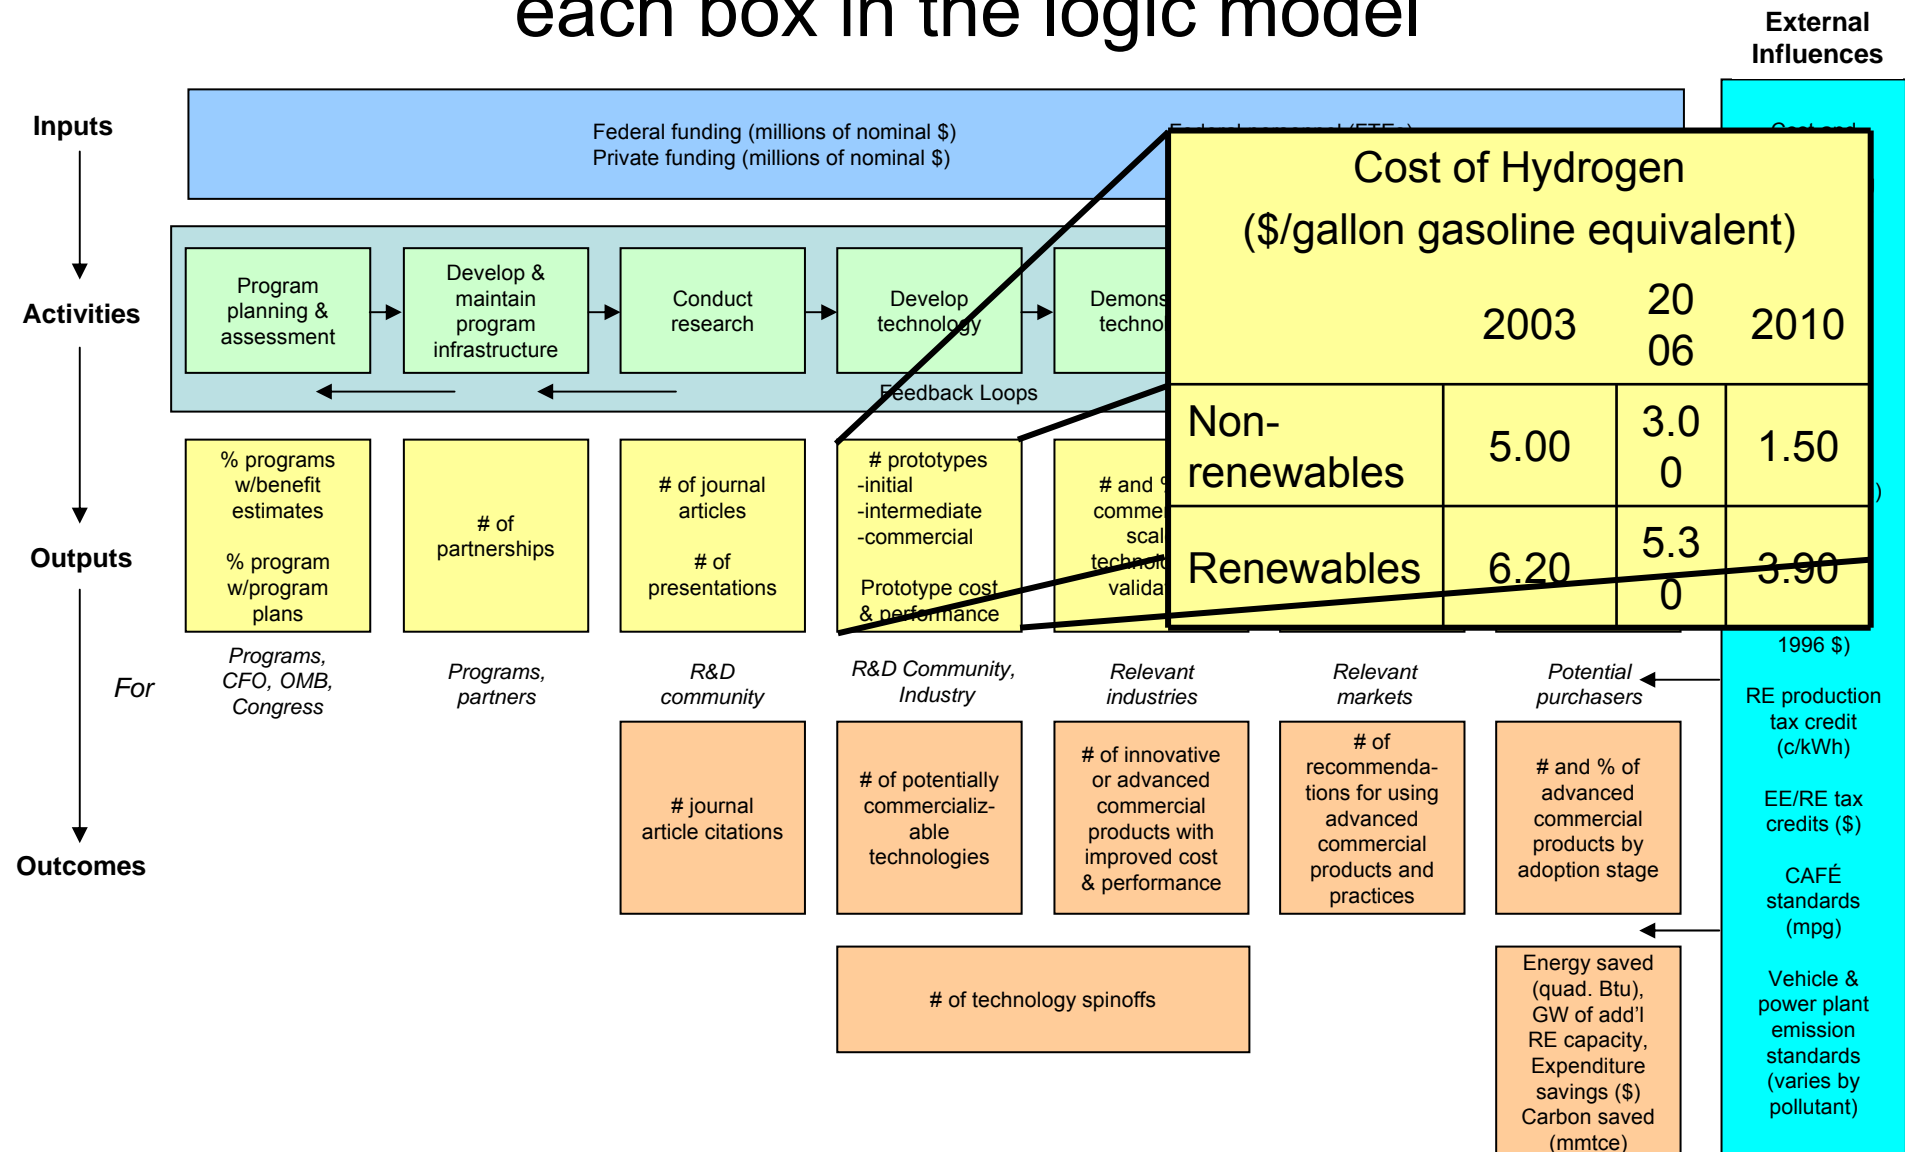 each box in the logic model
External
Influences
Inputs
Federal funding (millions of nominal $)
Private funding (millions of nominal $)
Cost of Hydrogen
($/gallon gasoline equivalent)
2003
20
06
2010
Non-
renewables
5.00
3.0
0
1.50
Renewables
6.20
5.3
0
3.90
Activities
Program
planning &
assessment
Develop &
maintain
program
infrastructure
Conduct
research
Develop
technology
Demons
techno
Feedback Loops
Outputs
% programs
w/benefit
estimates
% program
w/program
plans
# of
partnerships
# of journal
articles
# of
presentations
# prototypes
-initial
-intermediate
-commercial
Prototype cost
& performance
# and
commer
scal
technolo
valida
)
1996 $)
For
Programs,
CFO, OMB,
Congress
Programs,
partners
R&D
community
R&D Community,
Industry
Relevant
industries
Relevant
markets
Potential
purchasers
RE production
tax credit
(c/kWh)
EE/RE tax
credits ($)
CAFÉ
standards
(mpg)
Vehicle &
power plant
emission
standards
(varies by
pollutant)
Outcomes
# journal
article citations
# of potentially
commercializ-
able
technologies
# of innovative
or advanced
commercial
products with
improved cost
& performance
# of
recommenda-
tions for using
advanced
commercial
products and
practices
# and % of
advanced
commercial
products by
adoption stage
# of technology spinoffs
Energy saved
(quad. Btu),
GW of add’l
RE capacity,
Expenditure
savings ($)
Carbon saved
(mmtce)